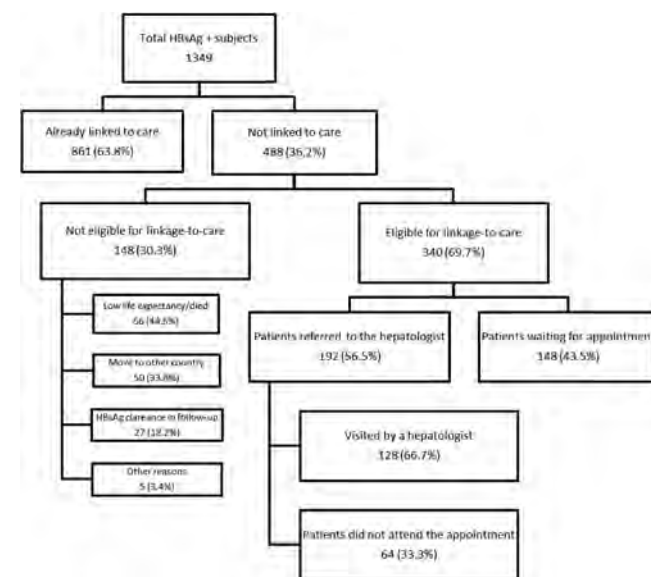 Total HBsAg + subjects
1349
Already linked to care
861 (63.8%)
Not linked to care
488 (36.2%)
Not eligible for linkage-to-care
148 (30.3%)
Eligible for linkage-to-care
340 (69.7%)
Low life expectancy/died
66 (44.6%)
Move to other country
50 (33.8%)
HBsAg clareance in follow-up
27 (18.2%)
Other reasons
5 (3.4%)
Patients referred to the hepatologist
192 (56.5%)
Patients waiting for appointment
148 (43.5%)
Visited by a hepatologist
128 (66.7%)
Patients did not attend the appointment
64 (33.3%)